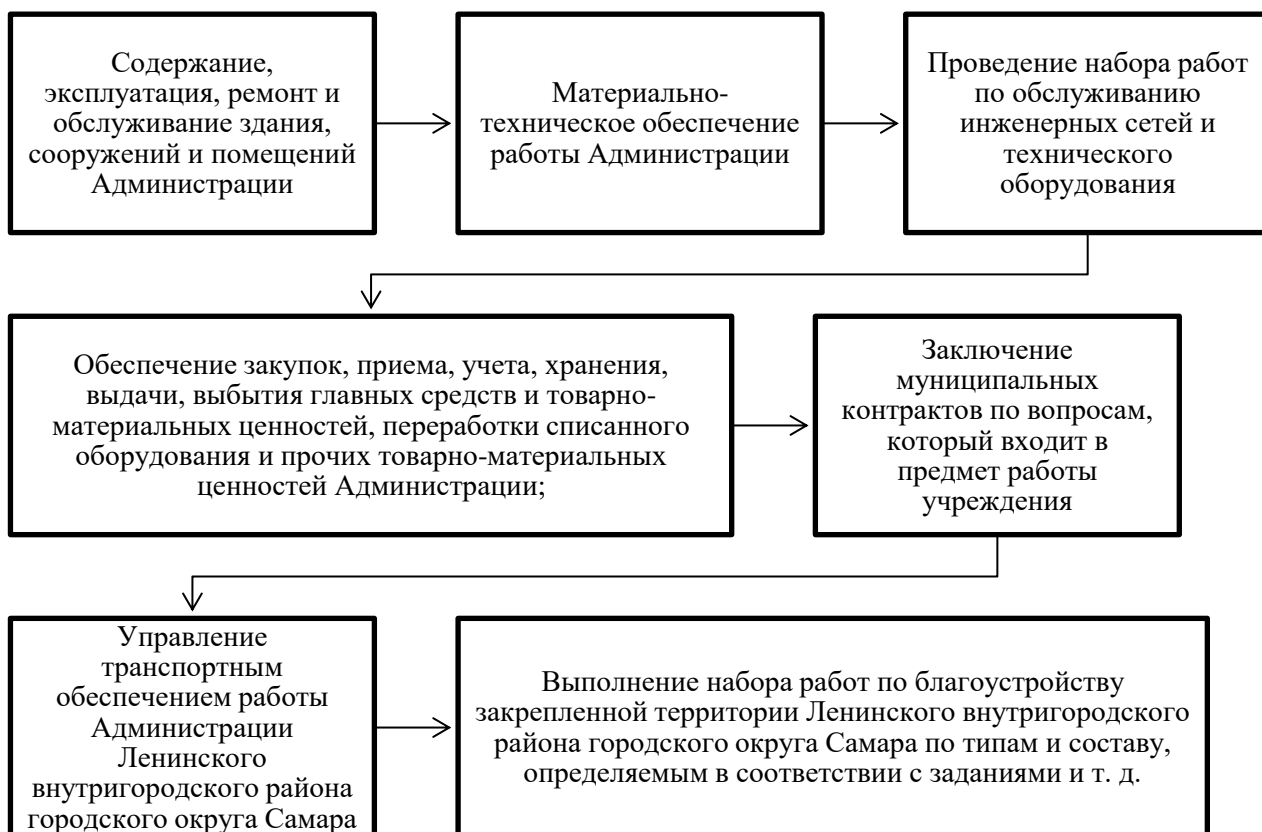 Содержание,
эксплуатация, ремонт и
обслуживание здания,
сооружений и помещений
Администрации
Материально-
техническое обеспечение
работы Администрации
Проведение набора работ
по обслуживанию
инженерных сетей и
технического
оборудования
Обеспечение закупок, приема, учета, хранения,
выдачи, выбытия главных средств и товарно-
материальных ценностей, переработки списанного
оборудования и прочих товарно-материальных
ценностей Администрации;
Заключение
муниципальных
контрактов по вопросам,
который входит в
предмет работы
учреждения
Управление
транспортным
обеспечением работы
Администрации
Ленинского
внутригородского района
городского округа Самара
Выполнение набора работ по благоустройству
закрепленной территории Ленинского внутригородского
района городского округа Самара по типам и составу,
определяемым в соответствии с заданиями и т. д.